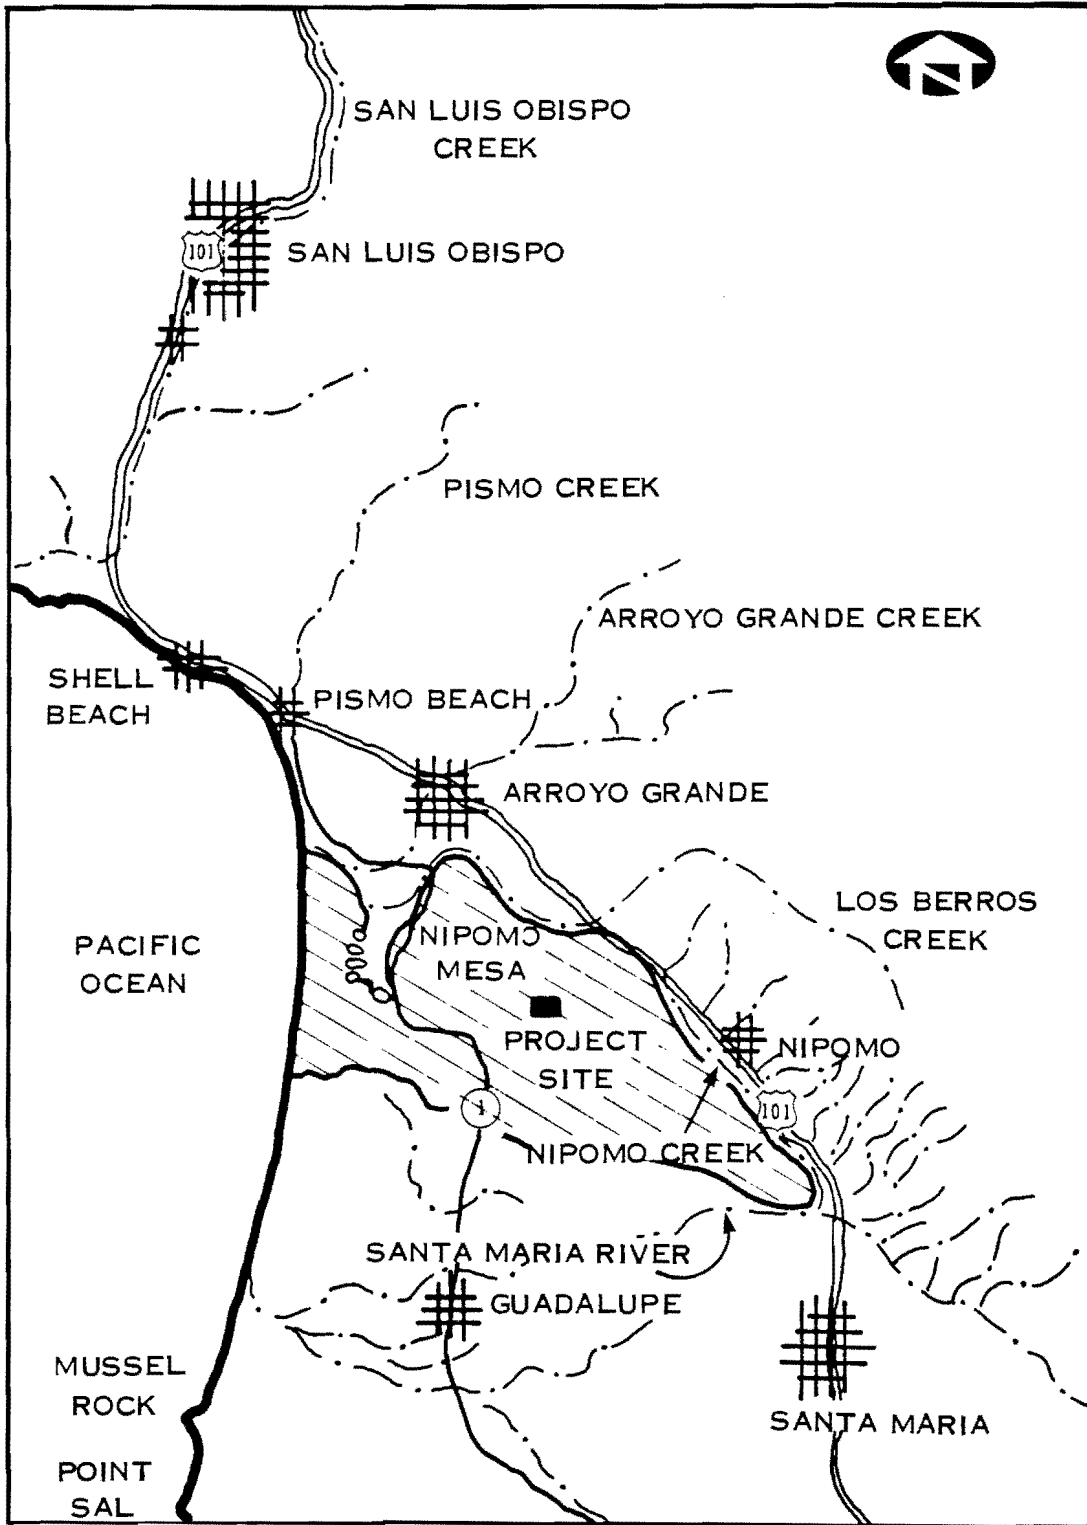 N
SAN LUIS OBISPO
CREEK
101
SAN LUIS OBISPO
PISMO CREEK
ARROYO GRANDE CREEK
SHELL
BEACH
PISMO BEACH
ARROYO GRANDE
LOS BERROS
CREEK
PACIFIC
OCEAN
NIPOMO
MESA
PROJECT
SITE
NIPOMO
1
101
NIPOMO CREEK
SANTA MARIA RIVER
GUADALUPE
MUSSEL
ROCK
SANTA MARIA
POINT
SAL